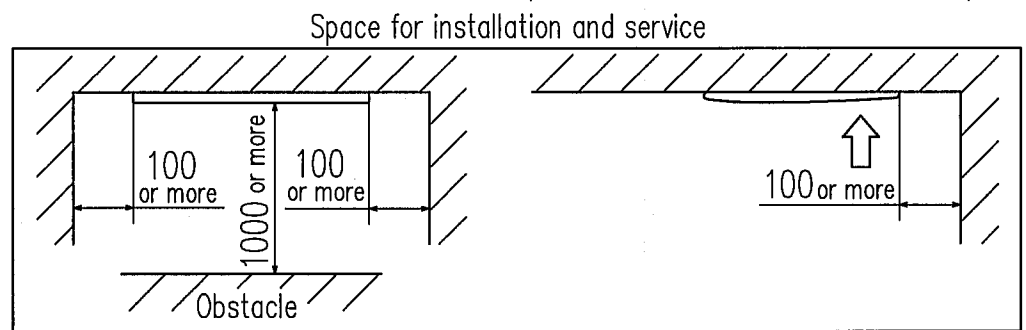 Space for installation and service
100
or more
1000 or more
100
or more
Obstacle
100 or more